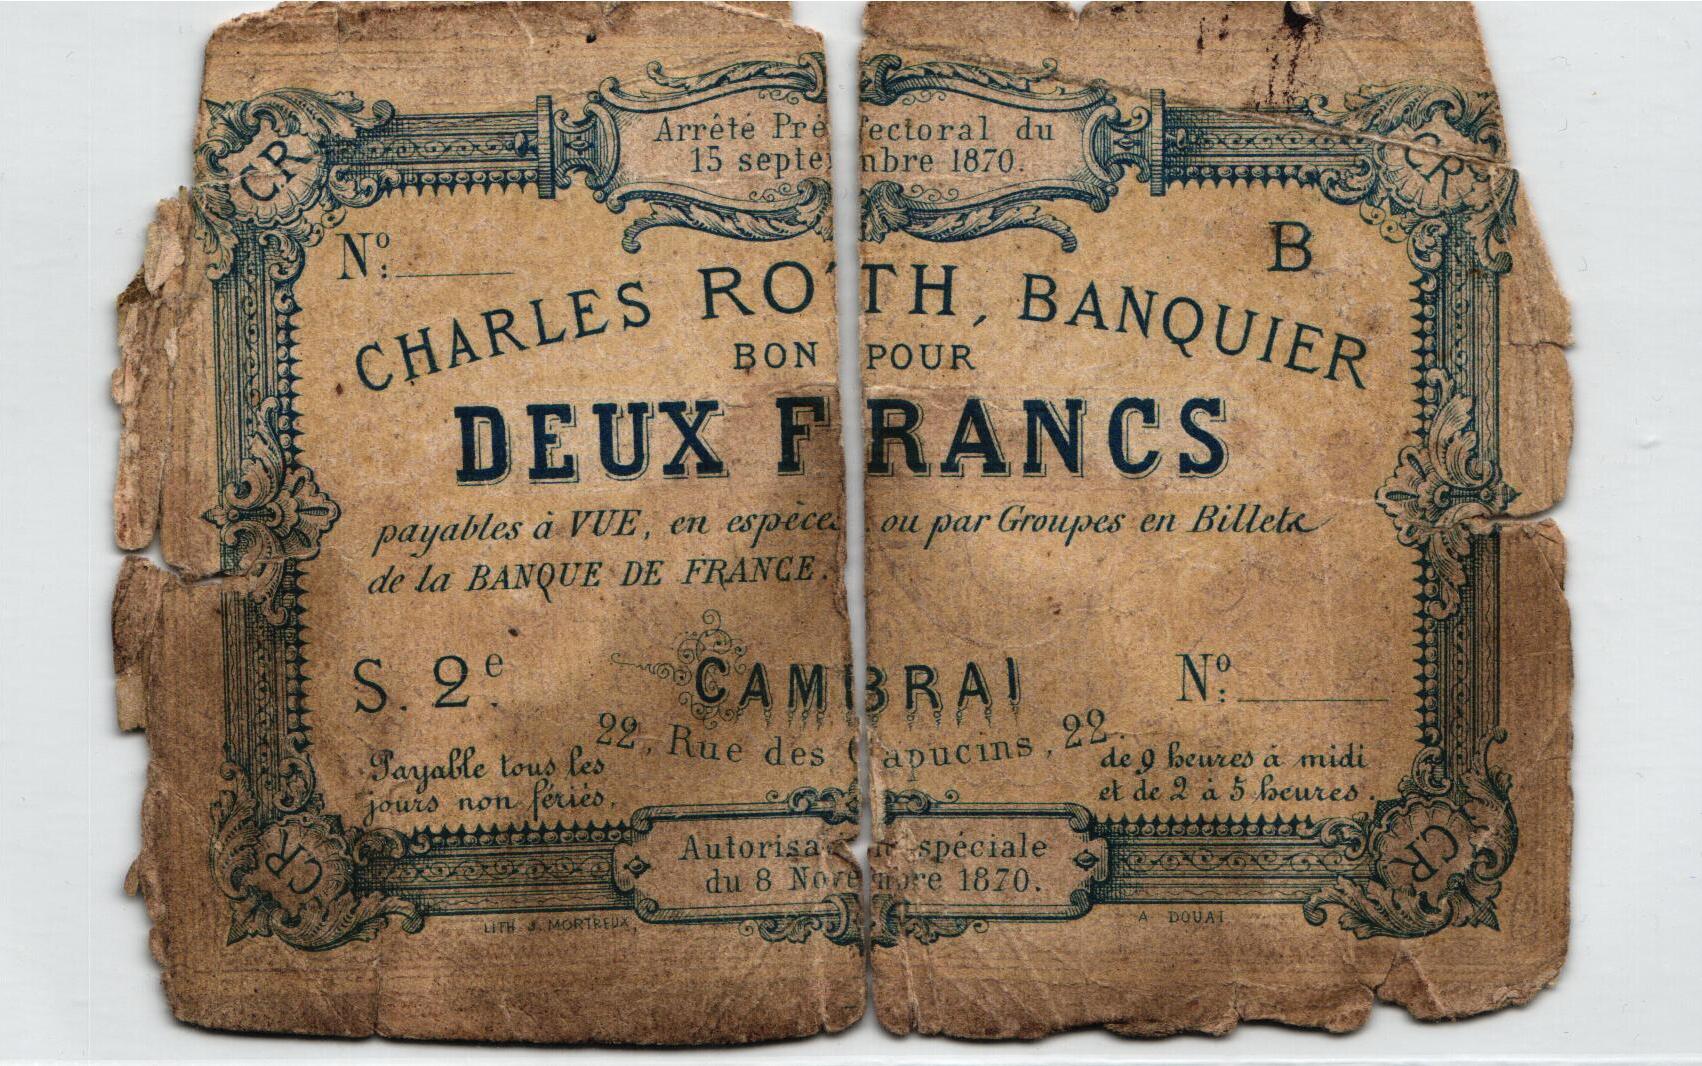 Arrêté Préfectoral du
15 septembre 1870.
CR
CR
Nº:
B
CHARLES ROTH, BANQUIER
BON POUR
DEUX FRANCS
payables à VUE, en espèces ou par Groupes en Billets
de la BANQUE DE FRANCE.
S. 2e
CAMBRAI
Nº:
22, Rue des Capucins, 22.
Payable tous les
jours non fériés.
de 9 heures à midi
et de 2 à 5 heures.
CR
CR
Autorisation spéciale
du 8 Novembre 1870.
LITH J. MORTREUX,
A DOUAI